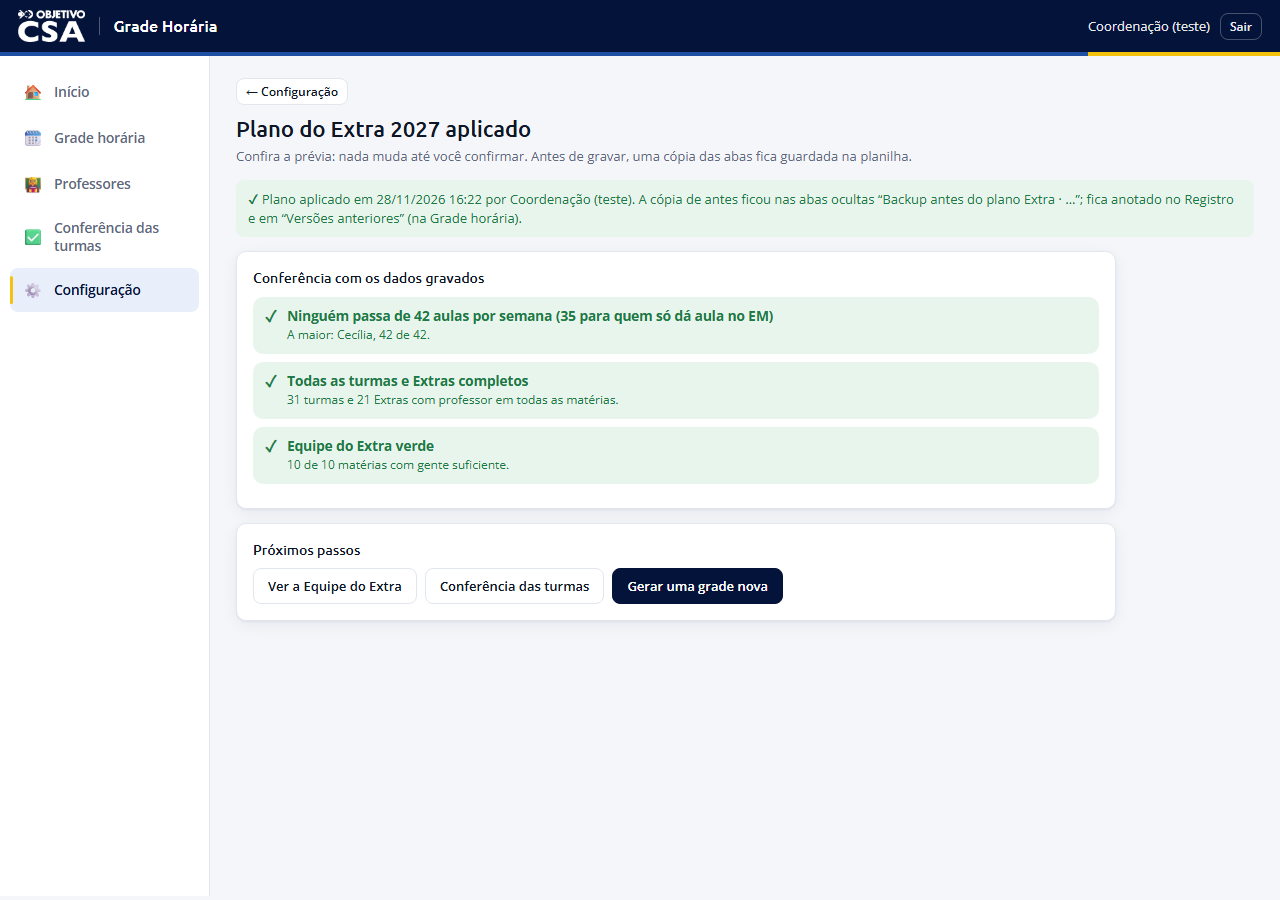 OBJETIVO
CSA
Grade Horária
Coordenação (teste)
Sair
Início
Grade horária
Professores
Conferência das
turmas
Configuração
← Configuração
Plano do Extra 2027 aplicado
Confira a prévia: nada muda até você confirmar. Antes de gravar, uma cópia das abas fica guardada na planilha.
✓ Plano aplicado em 28/11/2026 16:22 por Coordenação (teste). A cópia de antes ficou nas abas ocultas “Backup antes do plano Extra · ...”; fica anotado no Registro
e em “Versões anteriores” (na Grade horária).
Conferência com os dados gravados
✓ Ninguém passa de 42 aulas por semana (35 para quem só dá aula no EM)
A maior: Cecília, 42 de 42.
✓ Todas as turmas e Extras completos
31 turmas e 21 Extras com professor em todas as matérias.
✓ Equipe do Extra verde
10 de 10 matérias com gente suficiente.
Próximos passos
Ver a Equipe do Extra
Conferência das turmas
Gerar uma grade nova